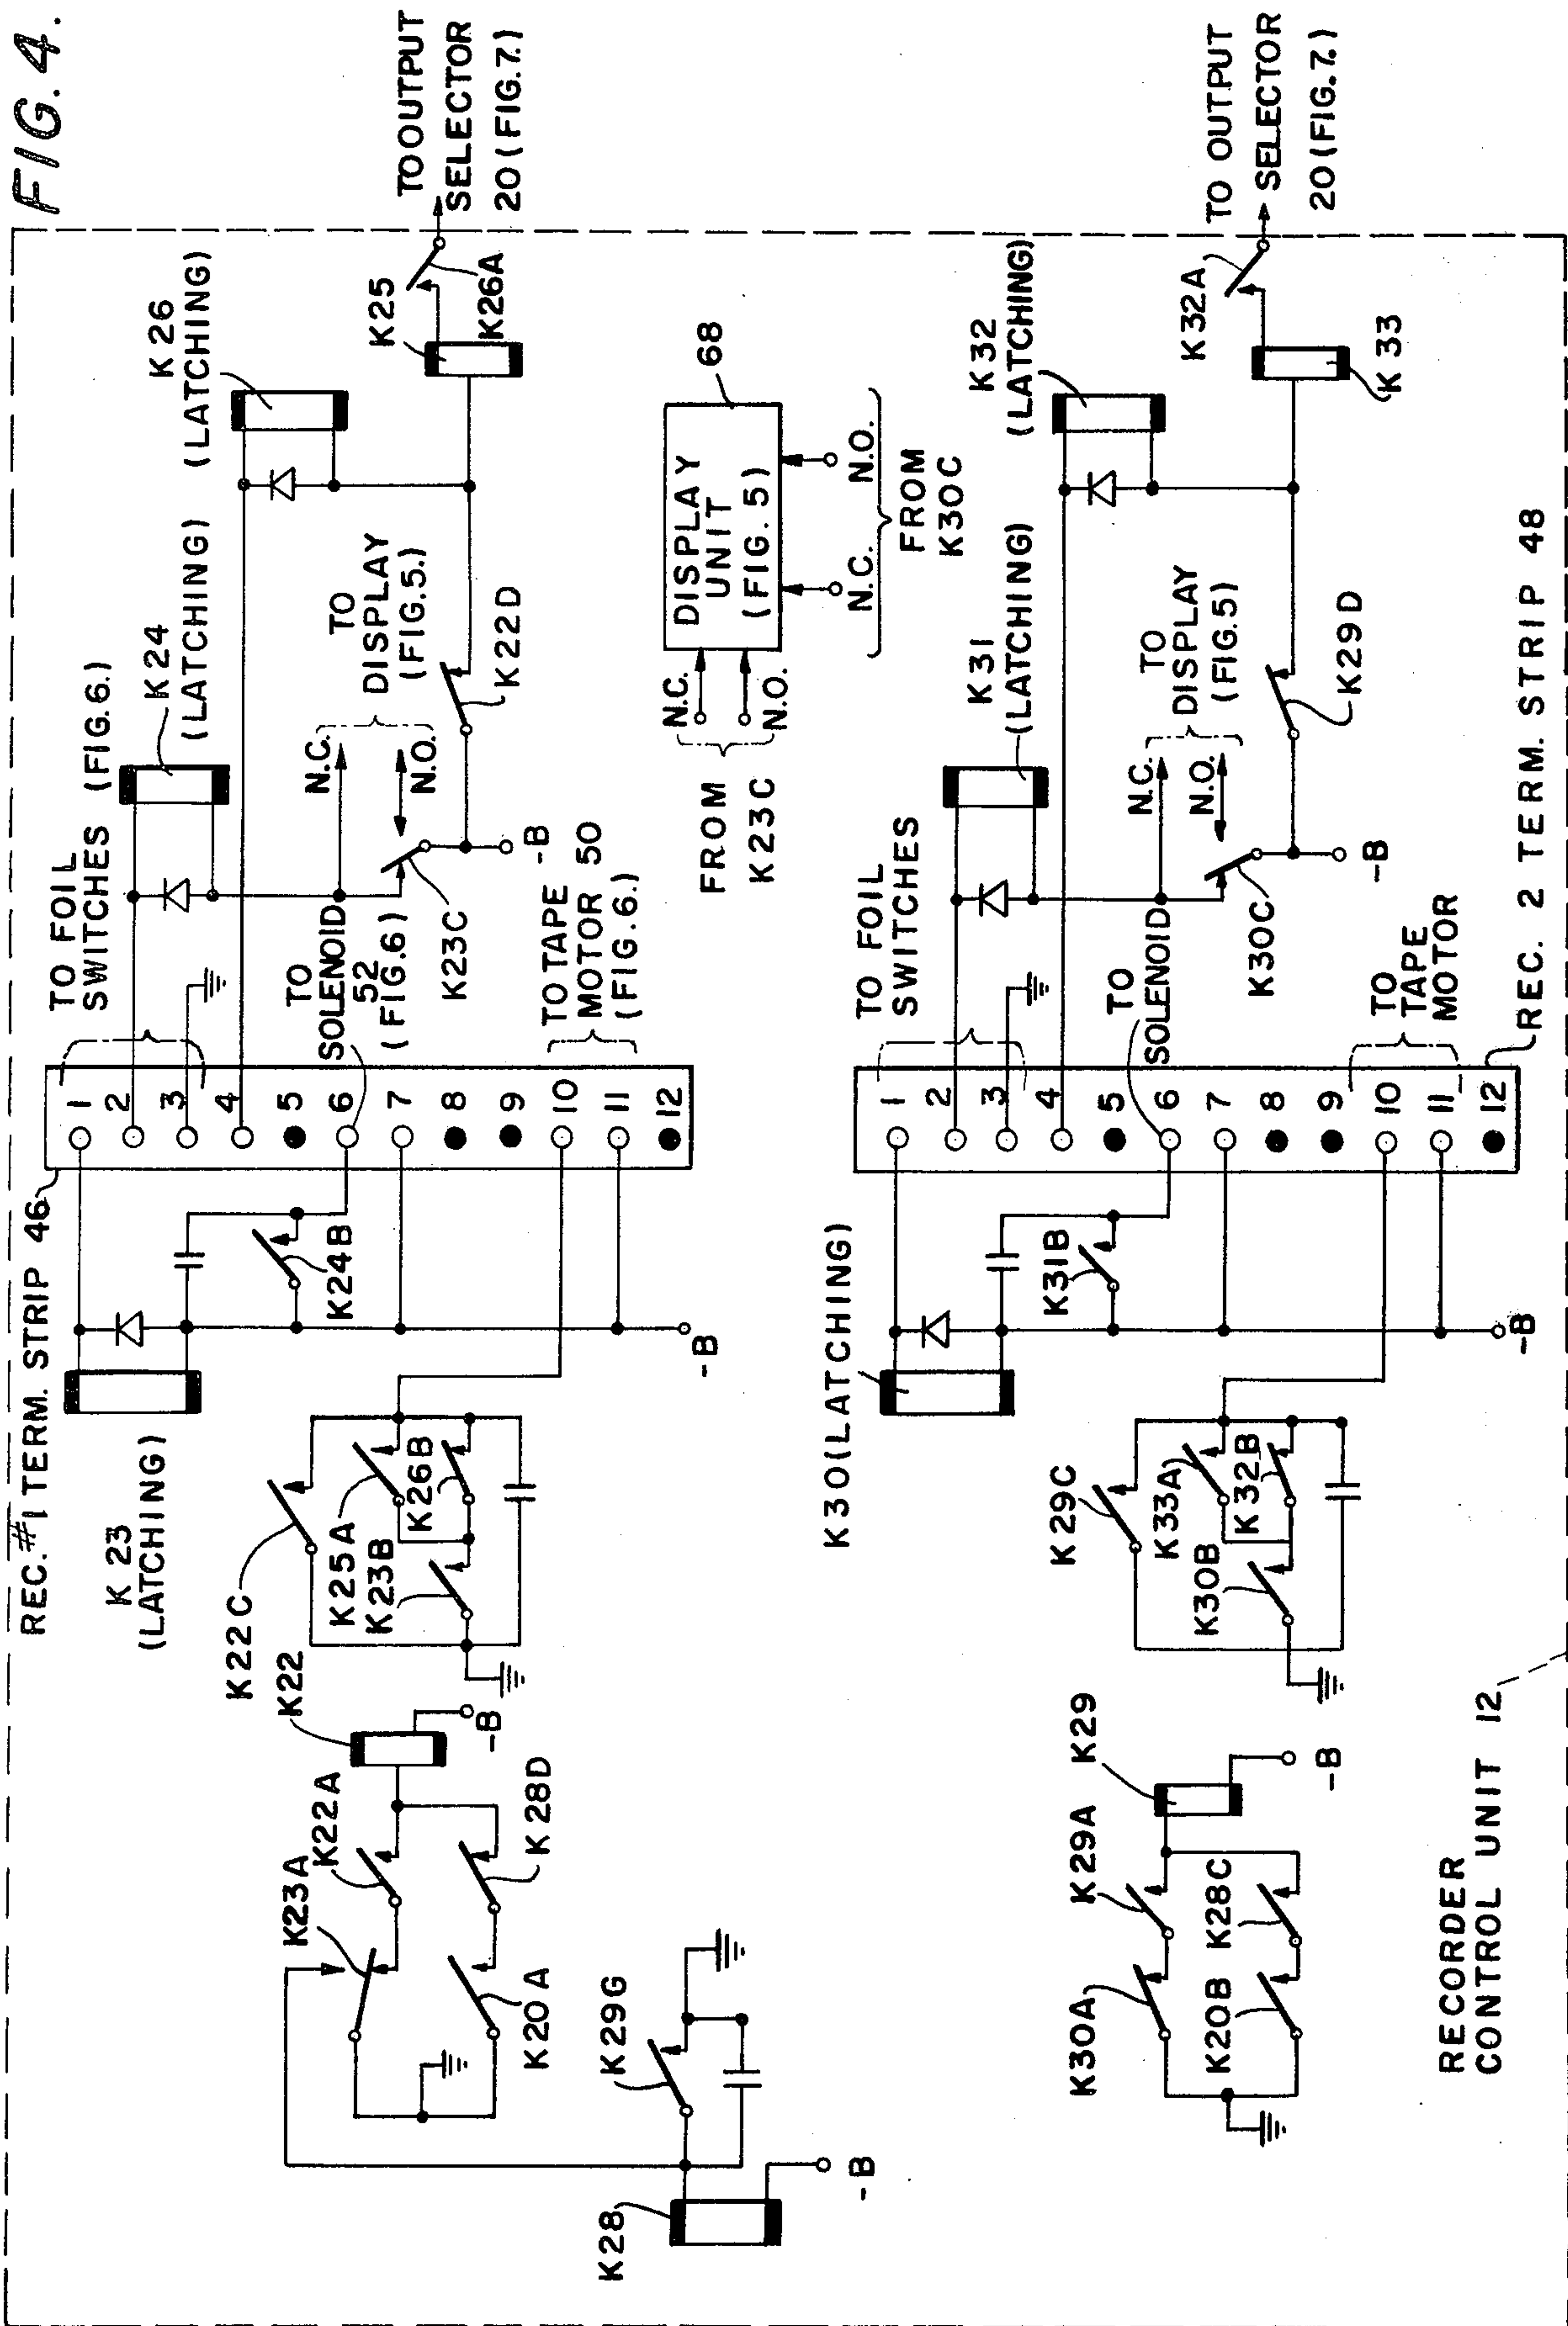 FIG. 4.
TO OUTPUT
SELECTOR
20 (FIG.7.)
K 26
(LATCHING)
K25
K26A
TO FOIL
SWITCHES (FIG.6.)
K 24
(LATCHING)
N.C.
N.O.
TO
DISPLAY
(FIG.5.)
K22D
-B
K23C
TO
SOLENOID
52
(FIG.6)
TO TAPE
MOTOR 50
(FIG.6.)
REC.#1 TERM. STRIP 46
1
2
3
4
5
6
7
8
9
10
11
12
K24B
-B
K 23
(LATCHING)
K22C
K25A
K26B
K23B
K22
-B
K22A
K23A
K28D
K20A
K29G
K28
-B
68
DISPLAY
UNIT
(FIG. 5)
N.C.
N.O.
FROM
K23C
N.C.
N.O.
FROM
K30C
TO OUTPUT
SELECTOR
20 (FIG.7.)
K32A
K 33
K32
(LATCHING)
K31
(LATCHING)
TO FOIL
SWITCHES
N.C.
N.O.
TO
DISPLAY
(FIG.5)
K29D
-B
K30C
TO
SOLENOID
TO
TAPE
MOTOR
REC. 2 TERM. STRIP 48
1
2
3
4
5
6
7
8
9
10
11
12
K30(LATCHING)
K31B
-B
K29C
K33A
K32B
K30B
K29
-B
K29A
K30A
K28C
K20B
RECORDER
CONTROL UNIT 12